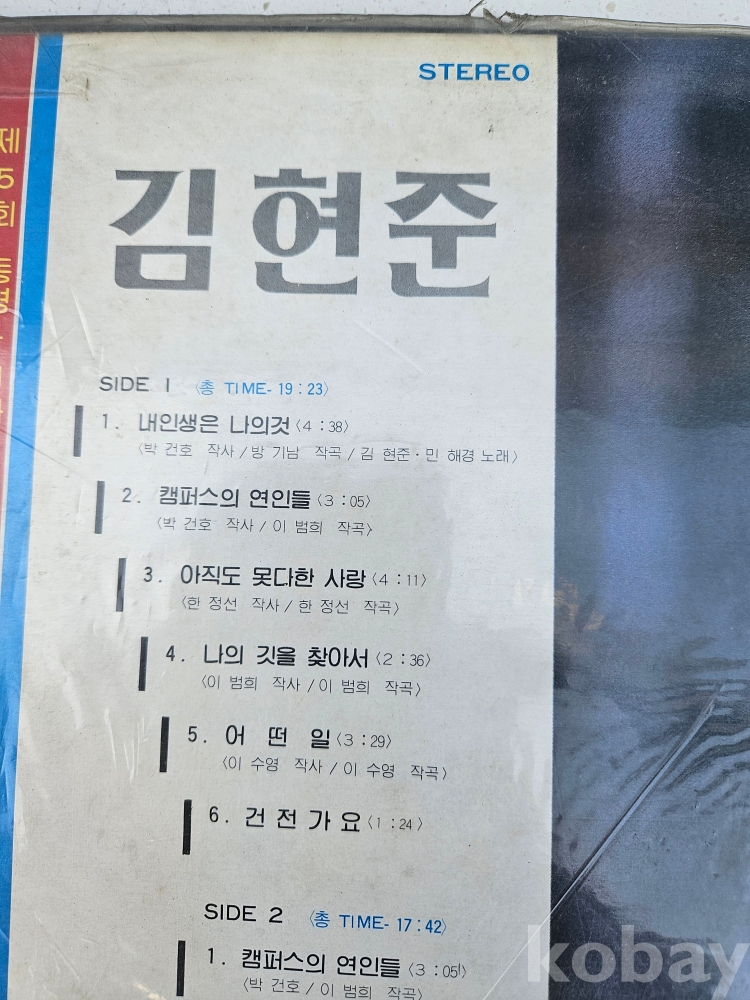 STEREO
제
5
회
김현준
SIDE 1 〈총 TIME- 19 : 23〉
1. 내인생은 나의것 〈4 : 38〉
〈박 건호 작사 / 방 기남 작곡 / 김 현준 · 민 해경 노래〉
2. 캠퍼스의 연인들 〈3 : 05〉
〈박 건호 작사 / 이 범희 작곡〉
3. 아직도 못다한 사랑 〈4 : 11〉
〈한 정선 작사 / 한 정선 작곡〉
4. 나의 깃을 찾아서 〈2 : 36〉
〈이 범희 작사 / 이 범희 작곡〉
5. 어 떤 일 〈3 : 29〉
〈이 수영 작사 / 이 수영 작곡〉
6. 건 전 가 요 〈1 : 24〉
SIDE 2 〈총 TIME- 17 : 42〉
1. 캠퍼스의 연인들 〈3 : 05〉
〈박 건호 / 이 범희 작곡
kobay